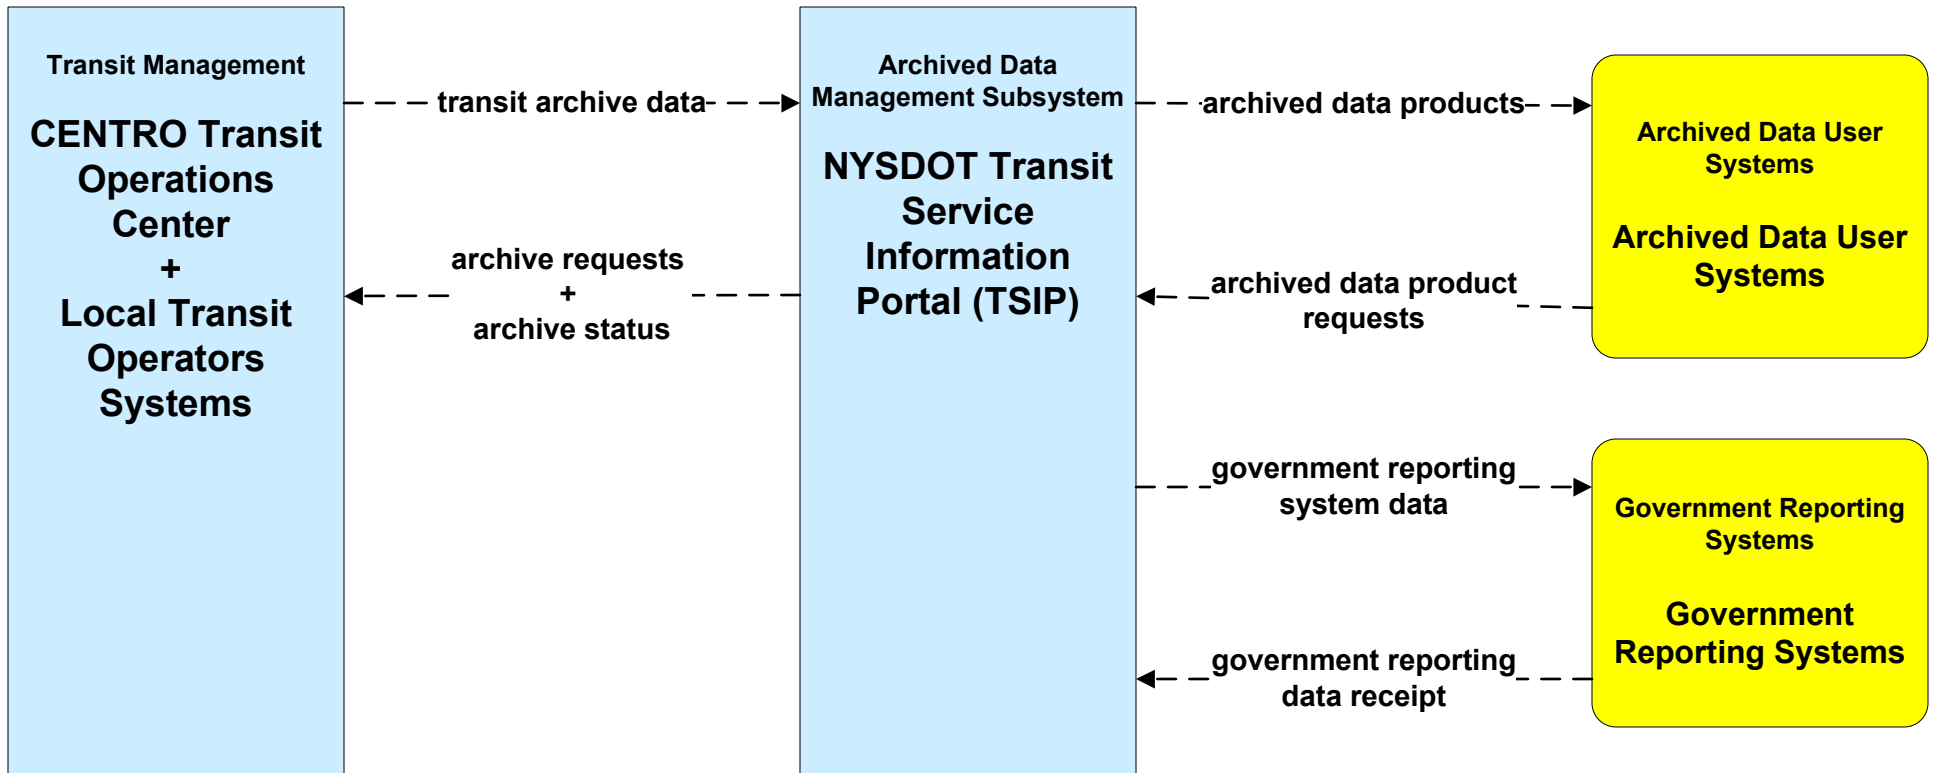 Transit Management
CENTRO Transit
Operations
Center
+
Local Transit
Operators
Systems
transit archive data
archive requests
+
archive status
Archived Data
Management Subsystem
NYSDOT Transit
Service
Information
Portal (TSIP)
archived data products
archived data product
requests
government reporting
system data
government reporting
data receipt
Archived Data User
Systems
Archived Data User
Systems
Government Reporting
Systems
Government
Reporting Systems